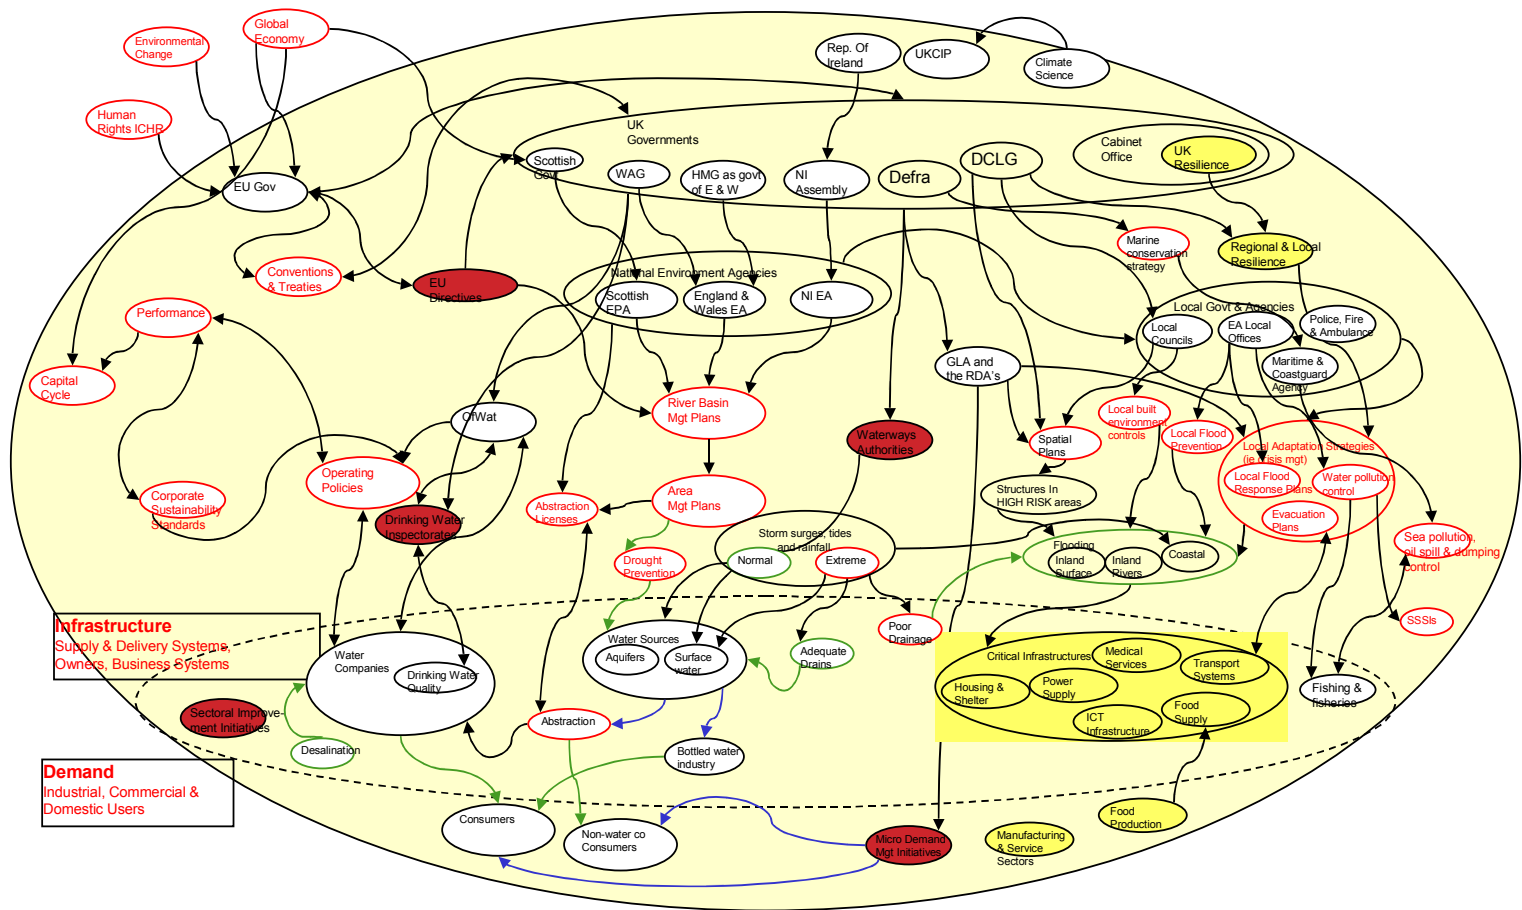 Global
Economy
Environmental
Change
Human
Rights ICHR
Rep. Of
Ireland
UKCIP
Climate
Science
UK
Governments
Cabinet
Office
UK
Resilience
EU Gov
Scottish
Gov
WAG
HMG as govt
of E & W
NI
Assembly
Defra
DCLG
Marine
conservation
strategy
Regional & Local
Resilience
Conventions
& Treaties
EU
Directives
National Environment Agencies
Scottish
EPA
England &
Wales EA
NI EA
Local Govt & Agencies
Local
Councils
EA Local
Offices
Police, Fire
& Ambulance
Maritime &
Coastguard
Agency
Performance
Capital
Cycle
GLA and
the RDA's
River Basin
Mgt Plans
OfWat
Waterways
Authorities
Spatial
Plans
Local built
environment
controls
Local Flood
Prevention
Local Adaptation Strategies
(ie crisis mgt)
Local Flood
Response Plans
Water pollution
control
Evacuation
Plans
Operating
Policies
Corporate
Sustainability
Standards
Drinking Water
Inspectorates
Abstraction
Licenses
Area
Mgt Plans
Structures In
HIGH RISK areas
Storm surges, tides
and rainfall
Normal
Extreme
Drought
Prevention
Flooding
Inland
Surface
Inland
Rivers
Coastal
Sea pollution,
oil spill & dumping
control
SSSIs
Infrastructure
Supply & Delivery Systems,
Owners, Business Systems
Water
Companies
Drinking Water
Quality
Water Sources
Aquifers
Surface
water
Adequate
Drains
Poor
Drainage
Critical Infrastructures
Medical
Services
Transport
Systems
Housing &
Shelter
Power
Supply
Food
Supply
ICT
Infrastructure
Fishing &
fisheries
Sectoral Improve-
ment Initiatives
Desalination
Abstraction
Bottled water
industry
Demand
Industrial, Commercial &
Domestic Users
Consumers
Non-water co
Consumers
Micro Demand
Mgt Initiatives
Manufacturing
& Service
Sectors
Food
Production